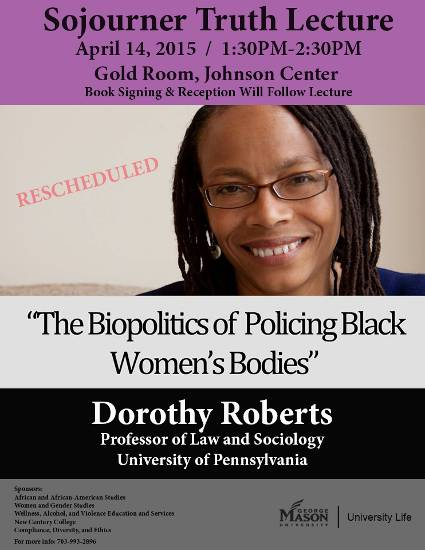 Sojourner Truth Lecture
April 14, 2015 / 1:30PM-2:30PM
Gold Room, Johnson Center
Book Signing & Reception Will Follow Lecture
RESCHEDULED
“The Biopolitics of Policing Black
Women’s Bodies”
Dorothy Roberts
Professor of Law and Sociology
University of Pennsylvania
Sponsors:
African and African-American Studies
Women and Gender Studies
Wellness, Alcohol, and Violence Education and Services
New Century College
Compliance, Diversity, and Ethics
For more info: 703-993-2896
GEORGE
MASON
UNIVERSITY
University Life